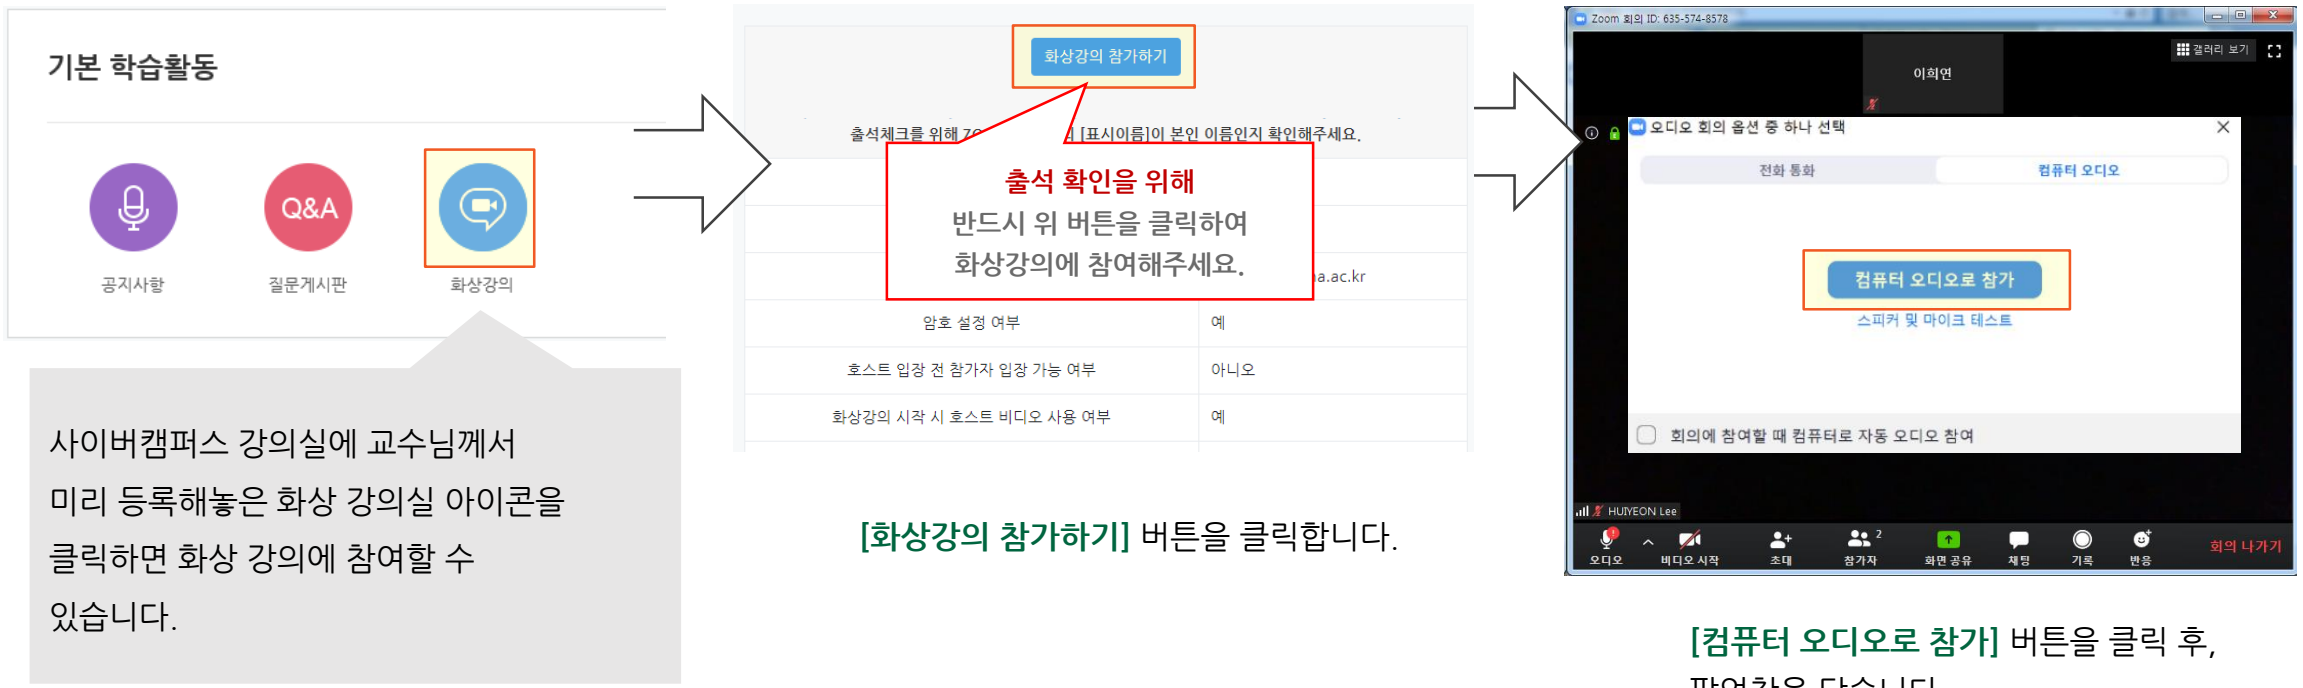 기본 학습활동
Q&A
공지사항
질문게시판
화상강의
사이버캠퍼스 강의실에 교수님께서
미리 등록해놓은 화상 강의실 아이콘을
클릭하면 화상 강의에 참여할 수
있습니다.
화상강의 참가하기
출석체크를 위해 [표시이름]이 본인 이름인지 확인해주세요.
출석 확인을 위해
반드시 위 버튼을 클릭하여
화상강의에 참여해주세요.
.ac.kr
암호 설정 여부 예
호스트 입장 전 참가자 입장 가능 여부 아니오
화상강의 시작 시 호스트 비디오 사용 여부 예
[화상강의 참가하기] 버튼을 클릭합니다.
Zoom 회의 ID: 635-574-8578
갤러리 보기
이희연
오디오 회의 옵션 중 하나 선택
전화 통화
컴퓨터 오디오
컴퓨터 오디오로 참가
스피커 및 마이크 테스트
회의에 참여할 때 컴퓨터로 자동 오디오 참여
HUIYEON Lee
2
오디오 비디오 시작 초대 참가자 화면 공유 채팅 기록 반응 회의 나가기
[컴퓨터 오디오로 참가] 버튼을 클릭 후,